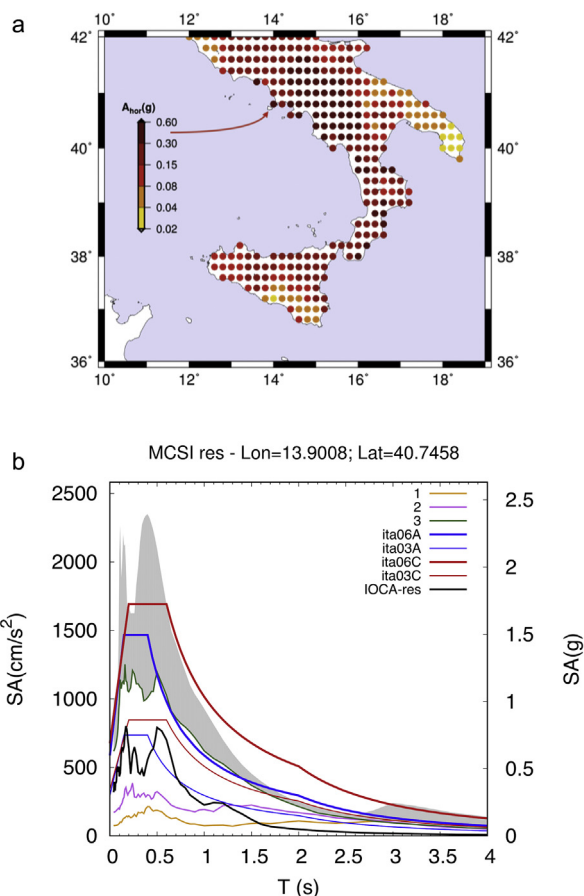 a
10° 12° 14° 16° 18°
42° 42°
A hor(g)
0.60
0.30
0.15
0.08
0.04
0.02
40° 40°
38° 38°
36° 36°
10° 12° 14° 16° 18°
b
MCSI res - Lon=13.9008; Lat=40.7458
1
2
3
ita06A
ita03A
ita06C
ita03C
IOCA-res
2500
2000
1500
1000
500
0
SA(cm/s²)
2.5
2
1.5
1
0.5
0
SA(g)
0 0.5 1 1.5 2 2.5 3 3.5 4
T (s)